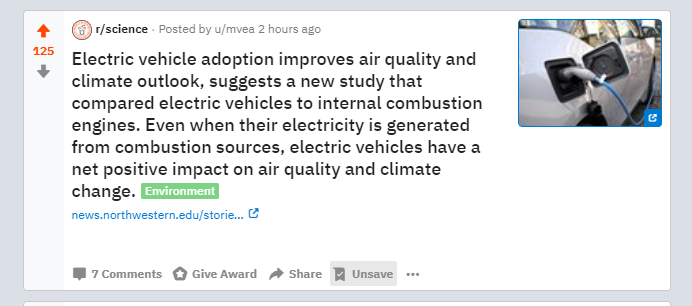 r/science · Posted by u/mvea 2 hours ago
125
Electric vehicle adoption improves air quality and
climate outlook, suggests a new study that
compared electric vehicles to internal combustion
engines. Even when their electricity is generated
from combustion sources, electric vehicles have a
net positive impact on air quality and climate
change. Environment
news.northwestern.edu/storie...
7 Comments Give Award Share Unsave ...